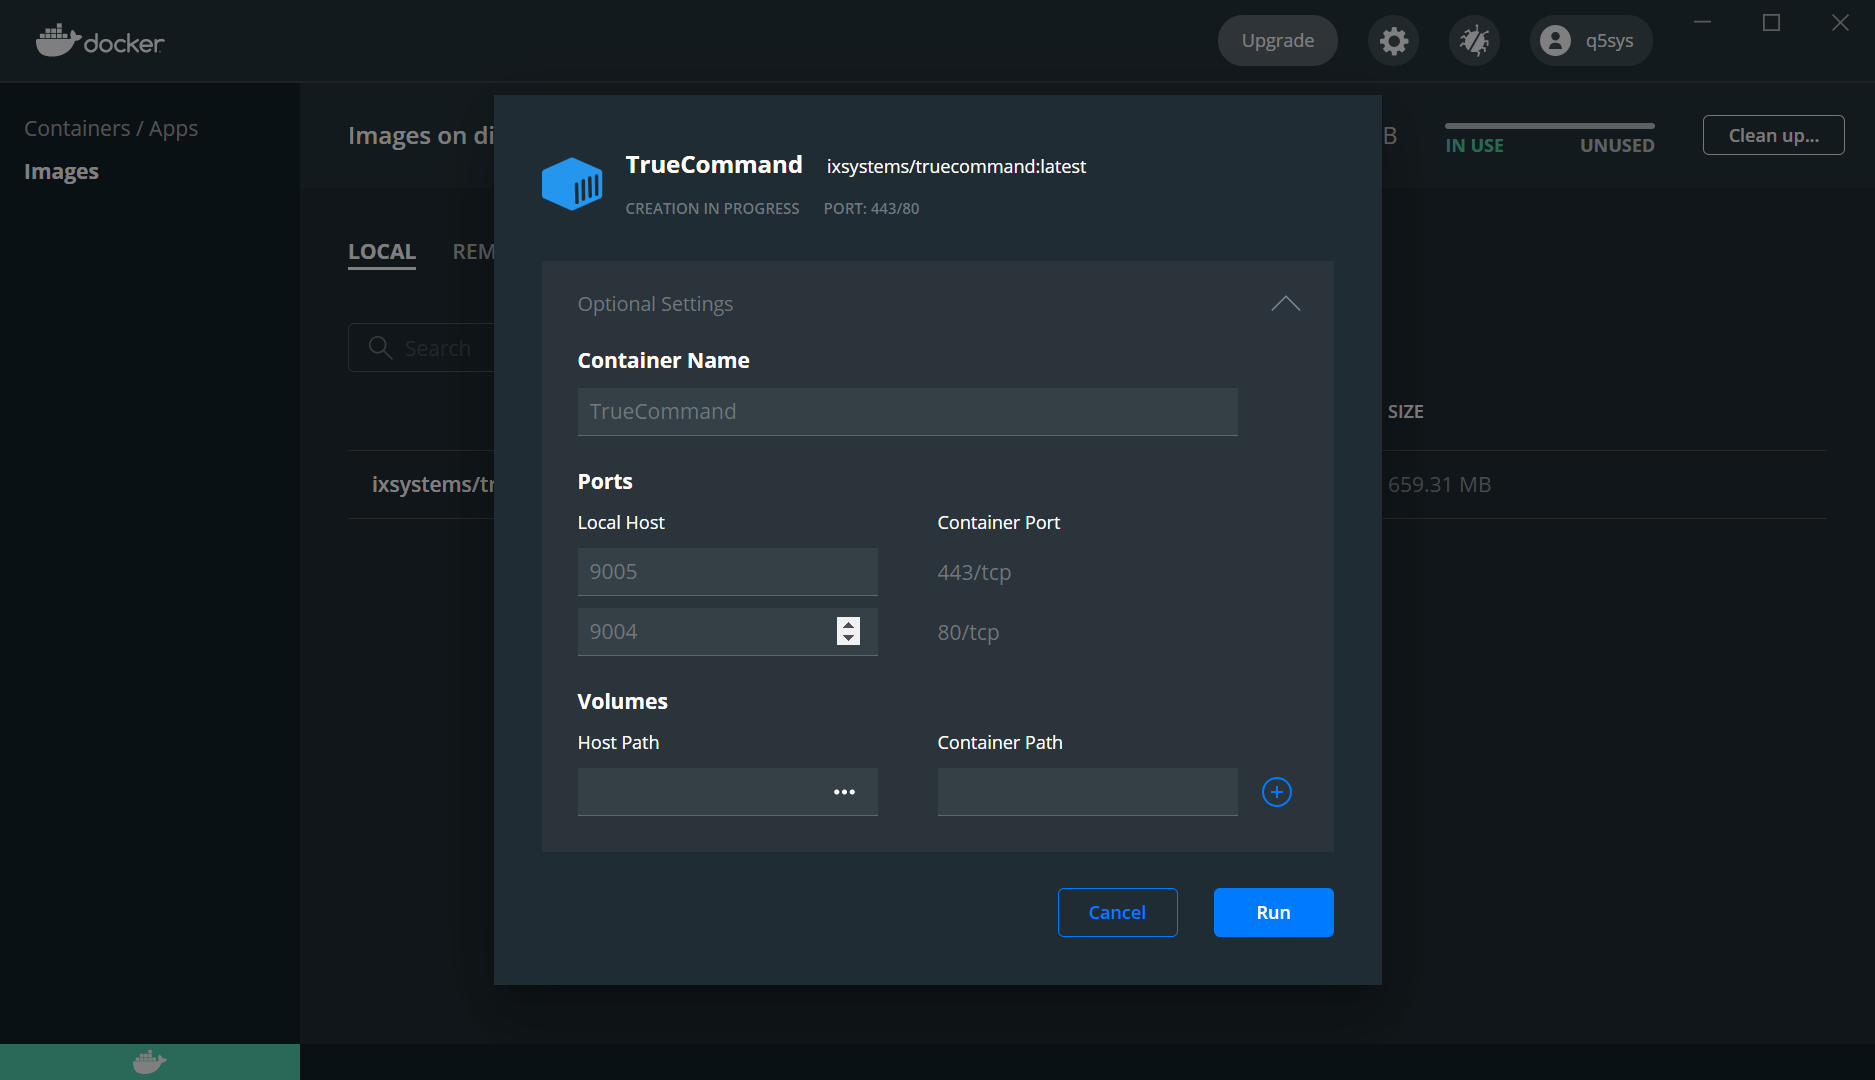 docker
Upgrade
q5sys
Containers / Apps
Images
Images on di
B
IN USE
UNUSED
Clean up...
LOCAL
REM
Search
SIZE
ixsystems/tr
659.31 MB
TrueCommand ixsystems/truecommand:latest
CREATION IN PROGRESS PORT: 443/80
Optional Settings
Container Name
TrueCommand
Ports
Local Host Container Port
9005 443/tcp
9004 80/tcp
Volumes
Host Path Container Path
Cancel Run